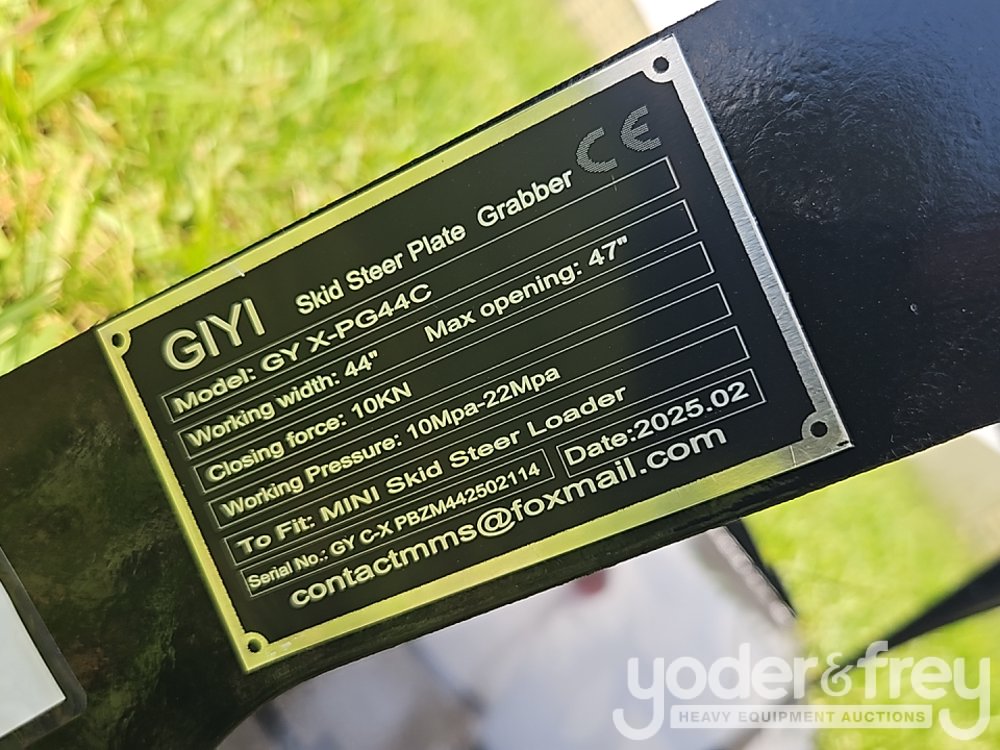 CE
GIYI Skid Steer Plate Grabber
Model: GY X-PG44C
Working width: 44" Max opening: 47"
Closing force: 10KN
Working Pressure: 10Mpa-22Mpa
To Fit: MINI Skid Steer Loader
Serial No.: GY C-X PBZM442502114 Date:2025.02
contactmms@foxmail.com
yoder&frey
HEAVY EQUIPMENT AUCTIONS